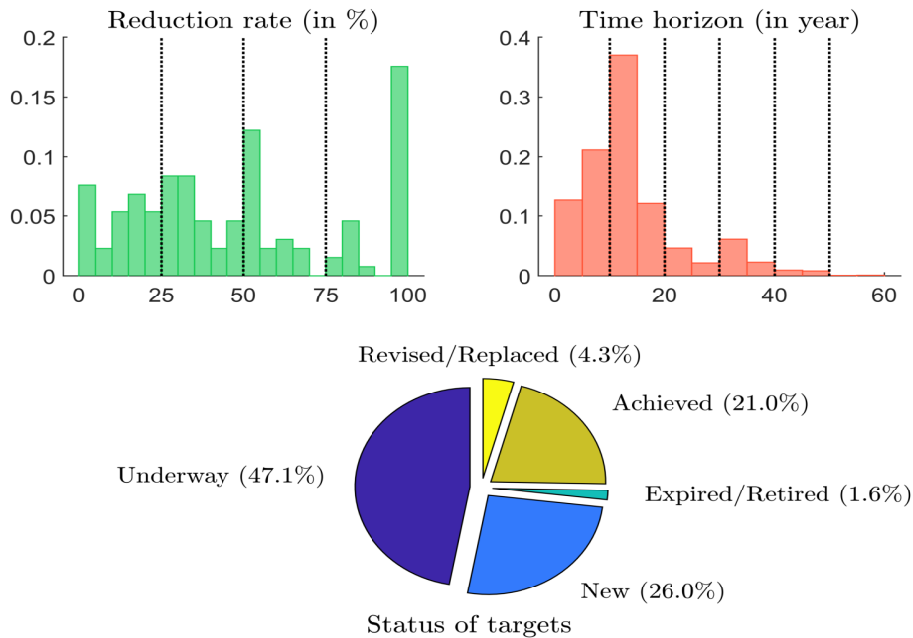 Reduction rate (in %)
0.2
0.15
0.1
0.05
0
0
25
50
75
100
Time horizon (in year)
0.4
0.3
0.2
0.1
0
0
20
40
60
Revised/Replaced (4.3%)
Achieved (21.0%)
Underway (47.1%)
Expired/Retired (1.6%)
New (26.0%)
Status of targets